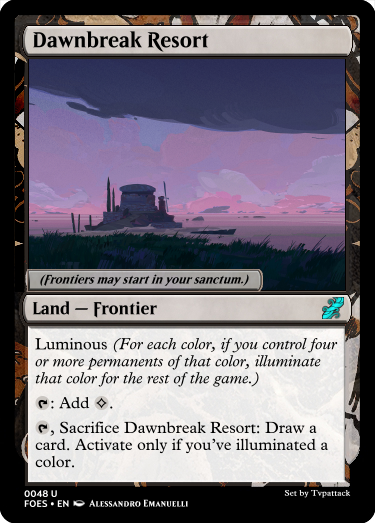 Dawnbreak Resort
(Frontiers may start in your sanctum.)
Land — Frontier
Luminous (For each color, if you control four
or more permanents of that color, illuminate
that color for the rest of the game.)
: Add .
, Sacrifice Dawnbreak Resort: Draw a
card. Activate only if you've illuminated a
color.
0048 U
Set by Tvpattack
FOES • EN Alessandro Emanuelli